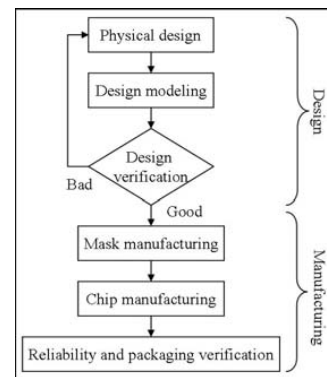 Physical design
Design modeling
Design
verification
Bad
Good
Mask manufacturing
Chip manufacturing
Reliability and packaging verification
Design
Manufacturing